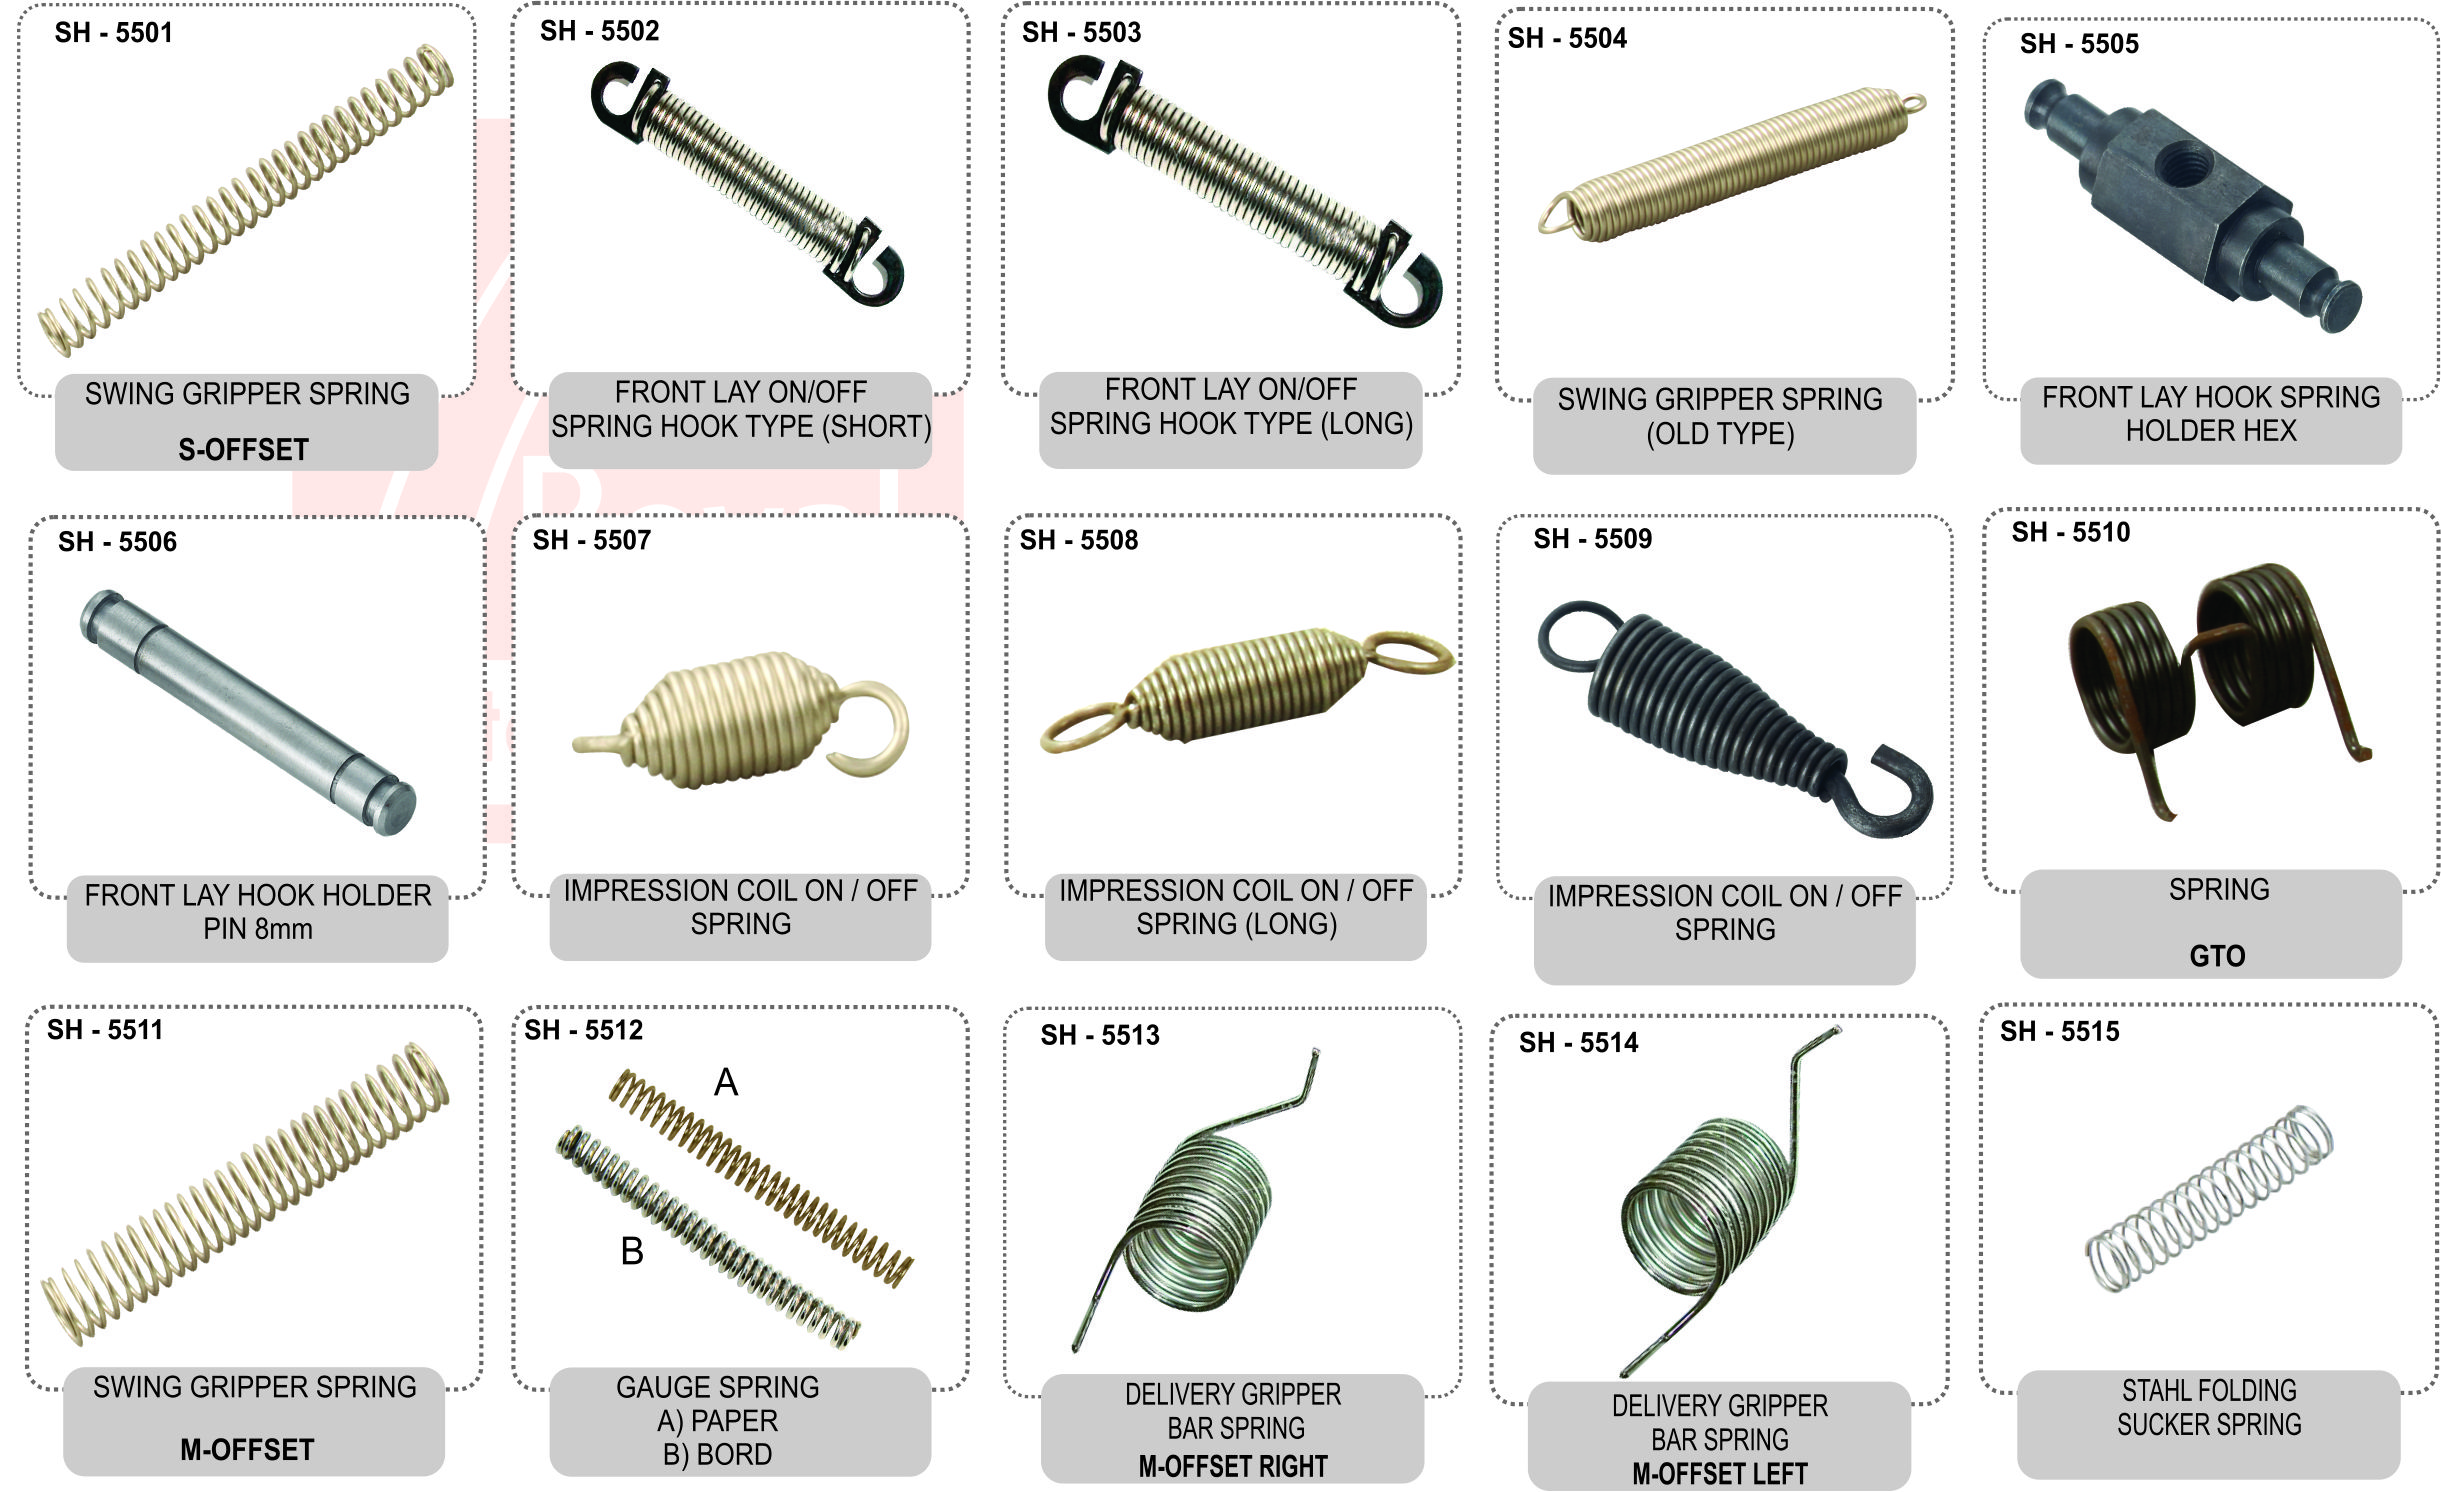 SH - 5501
SWING GRIPPER SPRING
S-OFFSET
SH - 5502
FRONT LAY ON/OFF
SPRING HOOK TYPE (SHORT)
SH - 5503
FRONT LAY ON/OFF
SPRING HOOK TYPE (LONG)
SH - 5504
SWING GRIPPER SPRING
(OLD TYPE)
SH - 5505
FRONT LAY HOOK SPRING
HOLDER HEX
SH - 5506
FRONT LAY HOOK HOLDER
PIN 8mm
SH - 5507
IMPRESSION COIL ON / OFF
SPRING
SH - 5508
IMPRESSION COIL ON / OFF
SPRING (LONG)
SH - 5509
IMPRESSION COIL ON / OFF
SPRING
SH - 5510
SPRING
GTO
SH - 5511
SWING GRIPPER SPRING
M-OFFSET
SH - 5512
A
B
GAUGE SPRING
A) PAPER
B) BORD
SH - 5513
DELIVERY GRIPPER
BAR SPRING
M-OFFSET RIGHT
SH - 5514
DELIVERY GRIPPER
BAR SPRING
M-OFFSET LEFT
SH - 5515
STAHL FOLDING
SUCKER SPRING